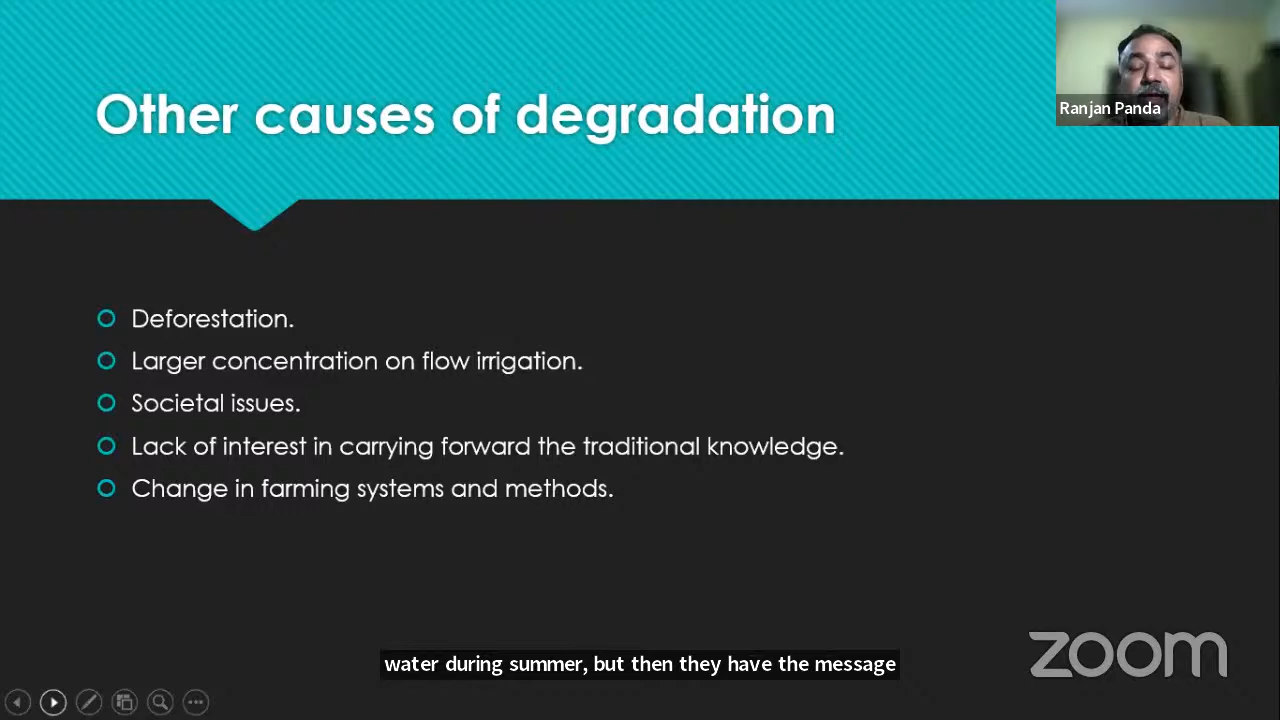 Other causes of degradation
Ranjan Panda
Deforestation.
Larger concentration on flow irrigation.
Societal issues.
Lack of interest in carrying forward the traditional knowledge.
Change in farming systems and methods.
water during summer, but then they have the message
zoom